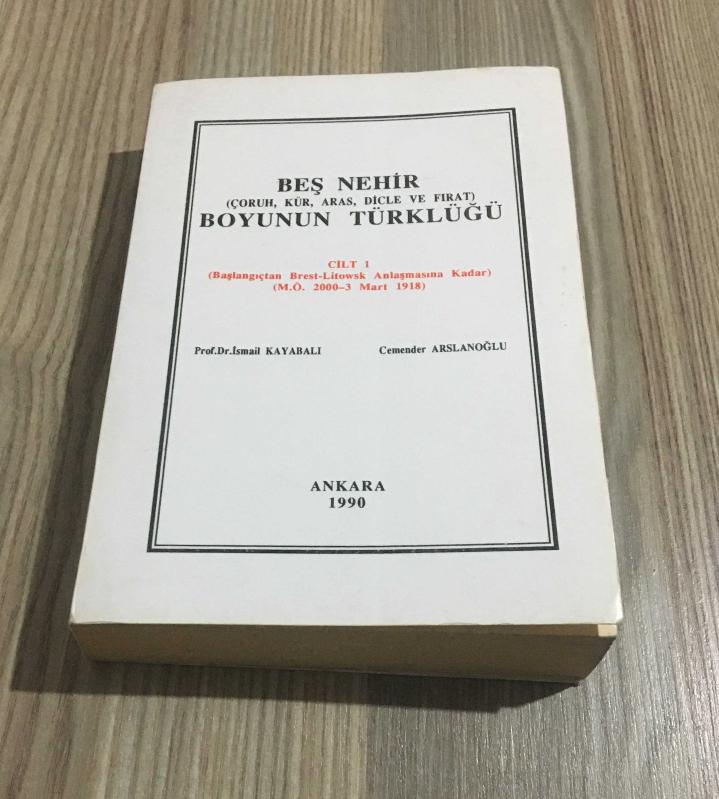 BEŞ NEHİR
(ÇORUH, KÜR, ARAS, DİCLE VE FIRAT)
BOYUNUN TÜRKLÜĞÜ
CİLT 1
(Başlangıçtan Brest-Litowsk Anlaşmasına Kadar)
(M.Ö. 2000-3 Mart 1918)
Prof.Dr.İsmail KAYABALI Cemender ARSLANOĞLU
ANKARA
1990